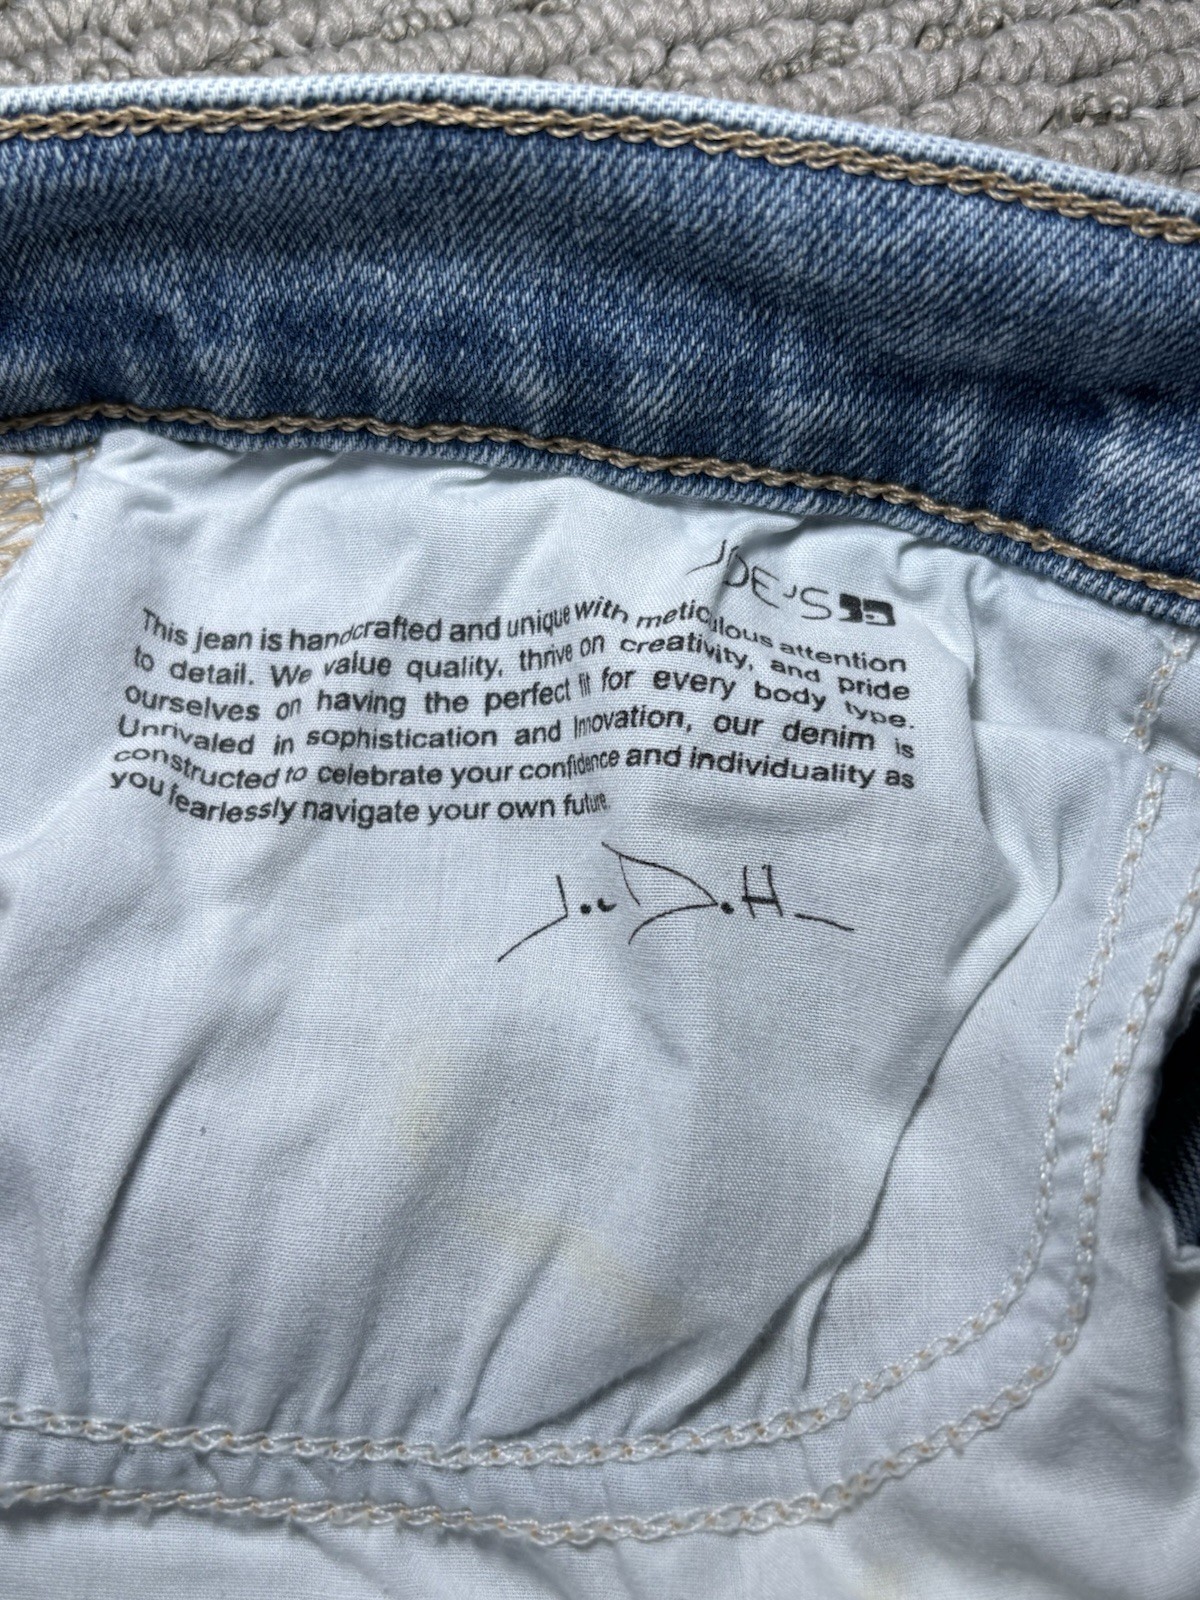 JOE'S
This jean is handcrafted and unique with meticulous attention
to detail. We value quality, thrive on creativity, and pride
ourselves on having the perfect fit for every body type.
Unrivaled in sophistication and Innovation, our denim is
constructed to celebrate your confidence and individuality as
you fearlessly navigate your own future.